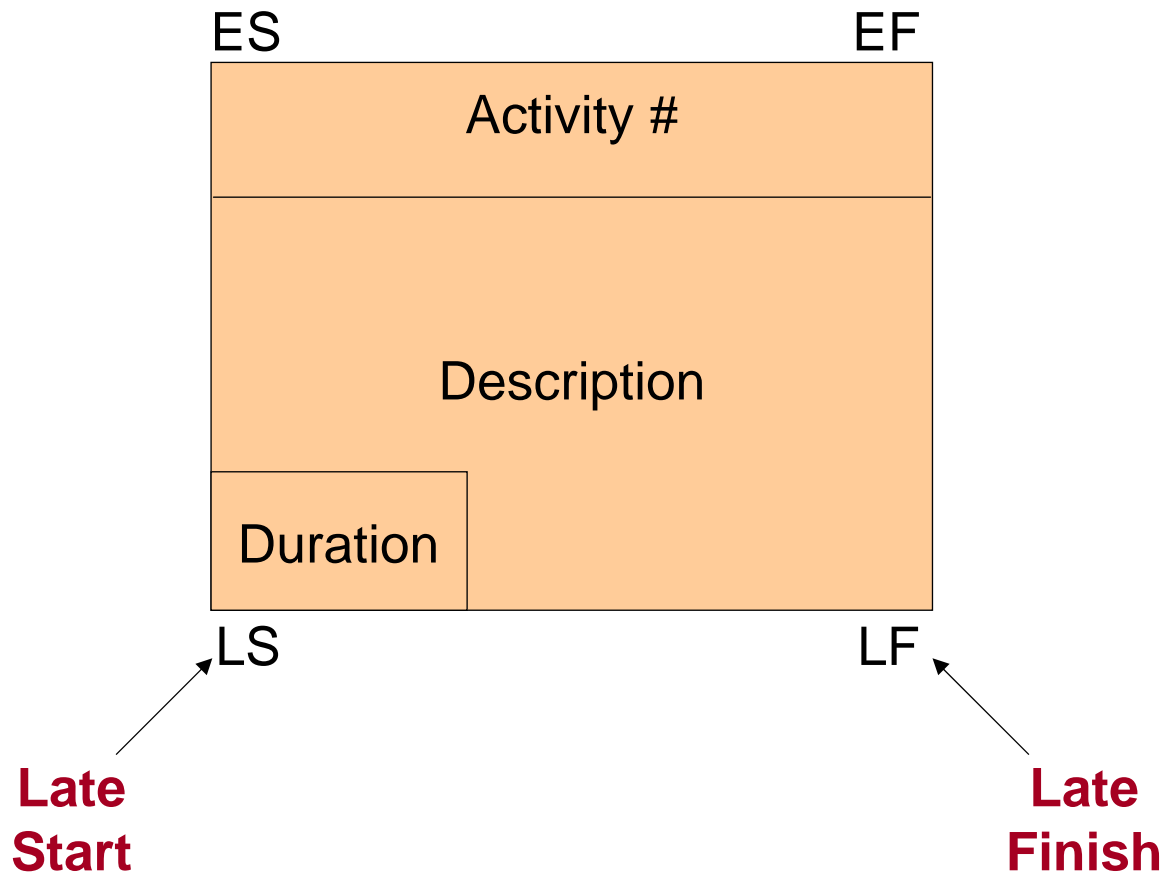 ES
EF
Activity #
Description
Duration
LS
LF
Late
Start
Late
Finish